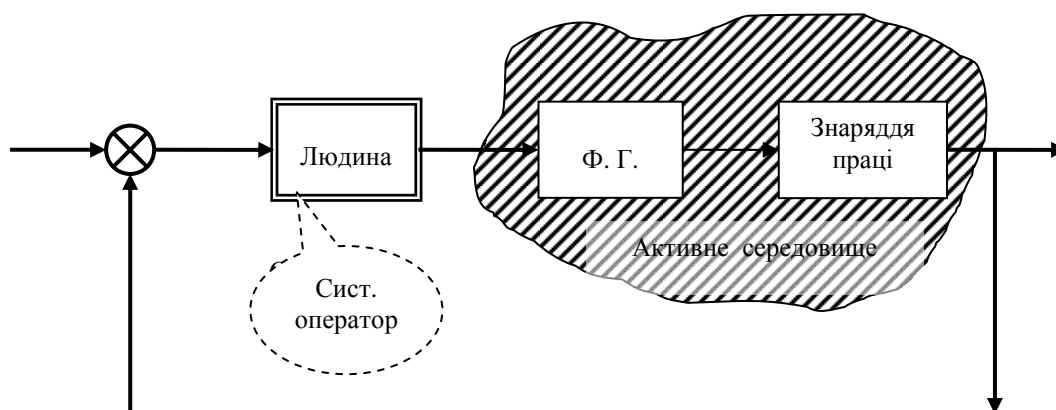 Людина
Ф. Г.
Знаряддя
праці
Активне середовище
Сист.
оператор